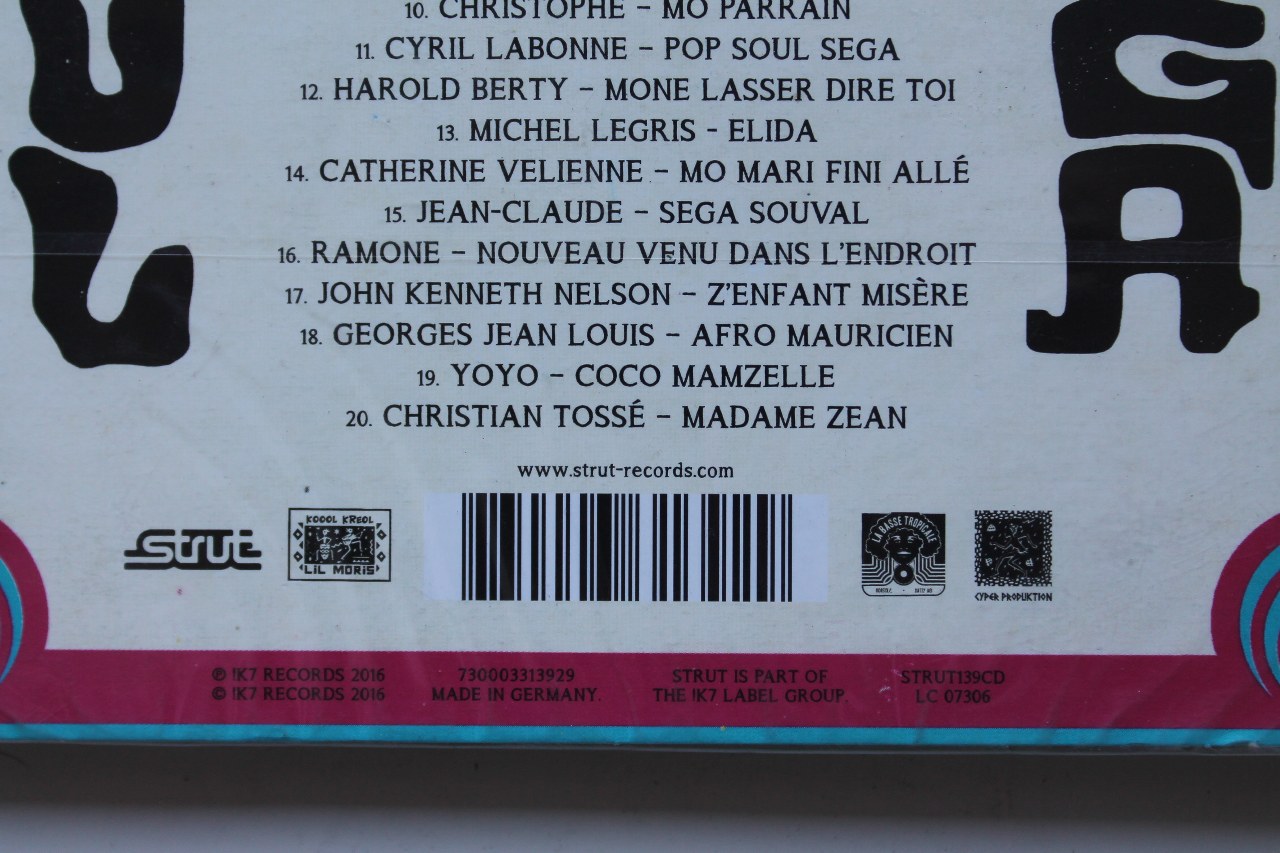 10. CHRISTOPHE – MO PARRAIN
11. CYRIL LABONNE – POP SOUL SEGA
12. HAROLD BERTY – MONE LASSER DIRE TOI
13. MICHEL LEGRIS - ELIDA
14. CATHERINE VELIENNE – MO MARI FINI ALLÉ
15. JEAN-CLAUDE – SEGA SOUVAL
16. RAMONE – NOUVEAU VENU DANS L'ENDROIT
17. JOHN KENNETH NELSON – Z'ENFANT MISÈRE
18. GEORGES JEAN LOUIS – AFRO MAURICIEN
19. YOYO – COCO MAMZELLE
20. CHRISTIAN TOSSÉ – MADAME ZEAN
GA
www.strut-records.com
STRUT
KOOOL KREOL
LIL MORIS
LA BASSE TROPICALE
CYPER PRODUKTION
℗ !K7 RECORDS 2016
© !K7 RECORDS 2016
730003313929
MADE IN GERMANY.
STRUT IS PART OF
THE !K7 LABEL GROUP.
STRUT139CD
LC 07306